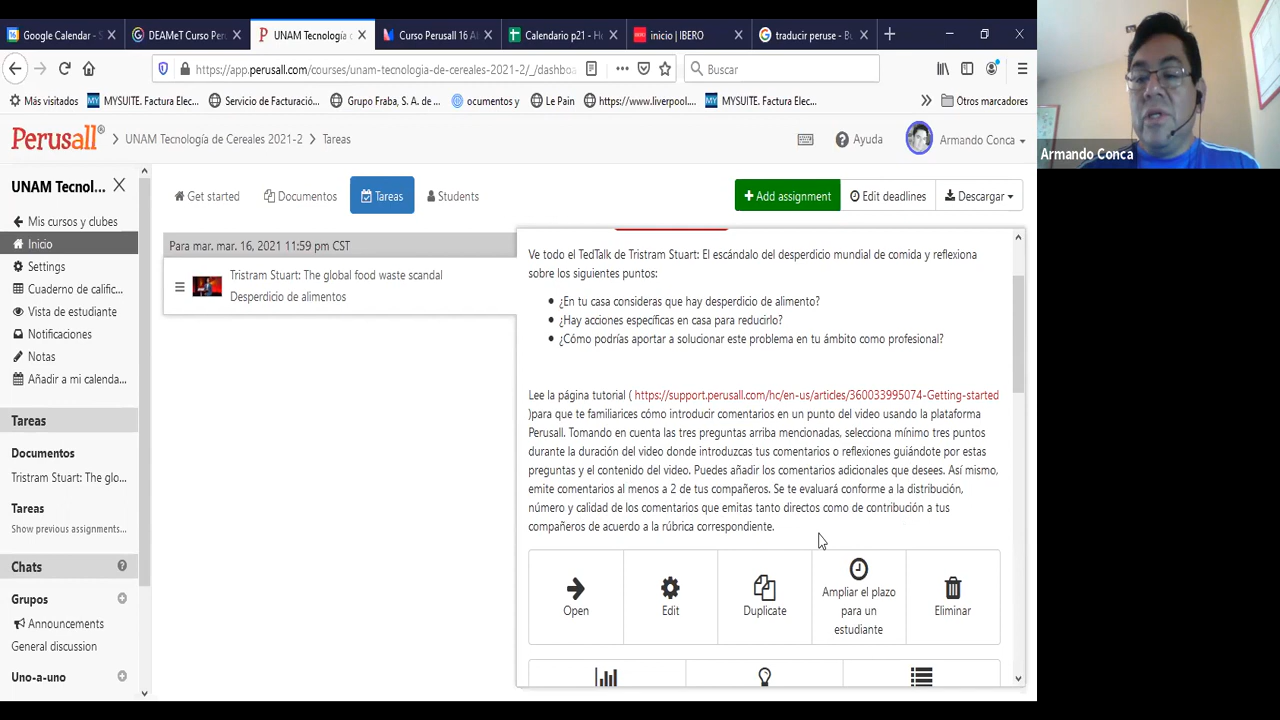 Google Calendar - S
DEAMeT Curso Per
UNAM Tecnología d
Curso Perusall 16 Ab
Calendario p21 - Ho
inicio | IBERO
traducir peruse - Bu
https://app.perusall.com/courses/unam-tecnologia-de-cereales-2021-2/_/dashbo
Buscar
Más visitados
MYSUITE. Factura Elec...
Servicio de Facturació...
Grupo Fraba, S. A. de...
ocumentos y
Le Pain
https://www.liverpool...
MYSUITE. Factura Elec...
Otros marcadores
Perusall®
UNAM Tecnología de Cereales 2021-2
Tareas
Ayuda
Armando Conca
Armando Conca
UNAM Tecnol...
Mis cursos y clubes
Inicio
Settings
Cuaderno de calific...
Vista de estudiante
Notificaciones
Notas
Añadir a mi calenda...
Tareas
Documentos
Tristram Stuart: The glo...
Tareas
Show previous assignments...
Chats
Grupos
Announcements
General discussion
Uno-a-uno
Get started
Documentos
Tareas
Students
Add assignment
Edit deadlines
Descargar
Para mar. mar. 16, 2021 11:59 pm CST
Tristram Stuart: The global food waste scandal
Desperdicio de alimentos
Ve todo el TedTalk de Tristram Stuart: El escándalo del desperdicio mundial de comida y reflexiona
sobre los siguientes puntos:
• ¿En tu casa consideras que hay desperdicio de alimento?
• ¿Hay acciones específicas en casa para reducirlo?
• ¿Cómo podrías aportar a solucionar este problema en tu ámbito como profesional?
Lee la página tutorial ( https://support.perusall.com/hc/en-us/articles/360033995074-Getting-started
)para que te familiarices cómo introducir comentarios en un punto del video usando la plataforma
Perusall. Tomando en cuenta las tres preguntas arriba mencionadas, selecciona mínimo tres puntos
durante la duración del video donde introduzcas tus comentarios o reflexiones guiándote por estas
preguntas y el contenido del video. Puedes añadir los comentarios adicionales que desees. Así mismo,
emite comentarios al menos a 2 de tus compañeros. Se te evaluará conforme a la distribución,
número y calidad de los comentarios que emitas tanto directos como de contribución a tus
compañeros de acuerdo a la rúbrica correspondiente.
Open
Edit
Duplicate
Ampliar el plazo
para un
estudiante
Eliminar